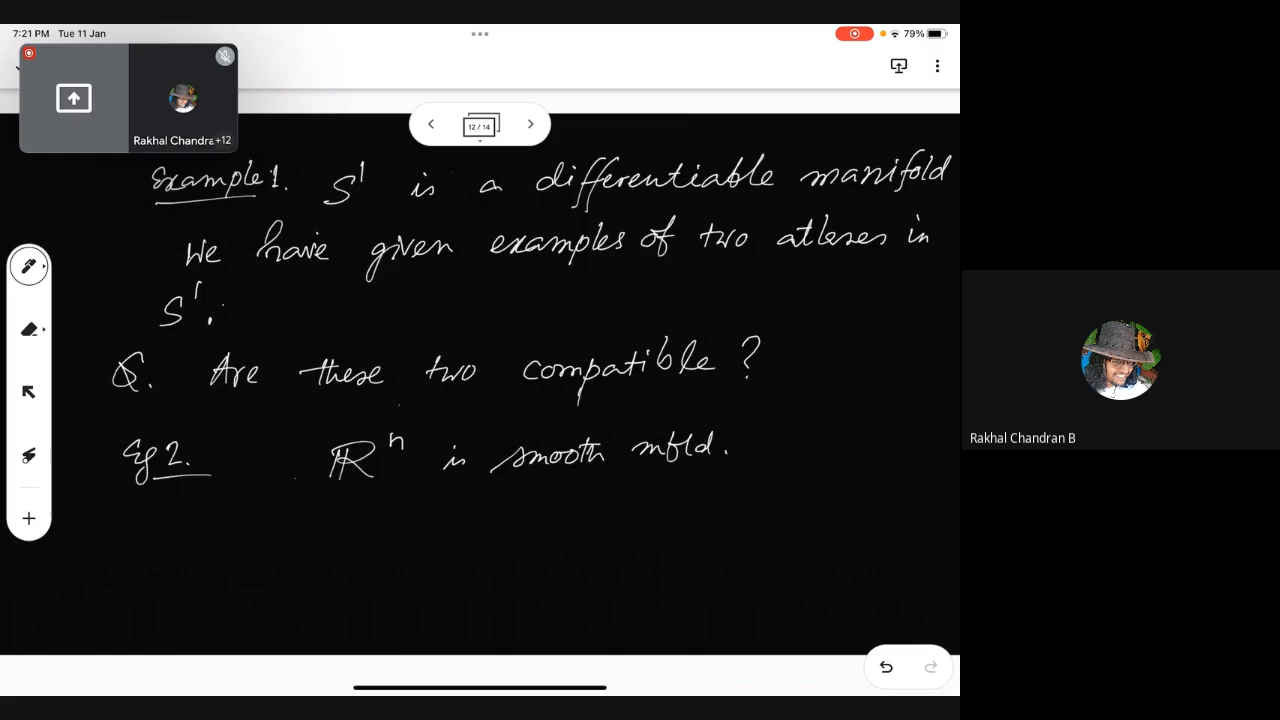 7:21 PM Tue 11 Jan
79%
Rakhal Chandra +12
12 / 14
Example 1. S¹ is a differentiable manifold
We have given examples of two atlases in
S¹.
Q. Are these two compatible?
Eg 2. ℝⁿ is smooth mfld.
Rakhal Chandran B